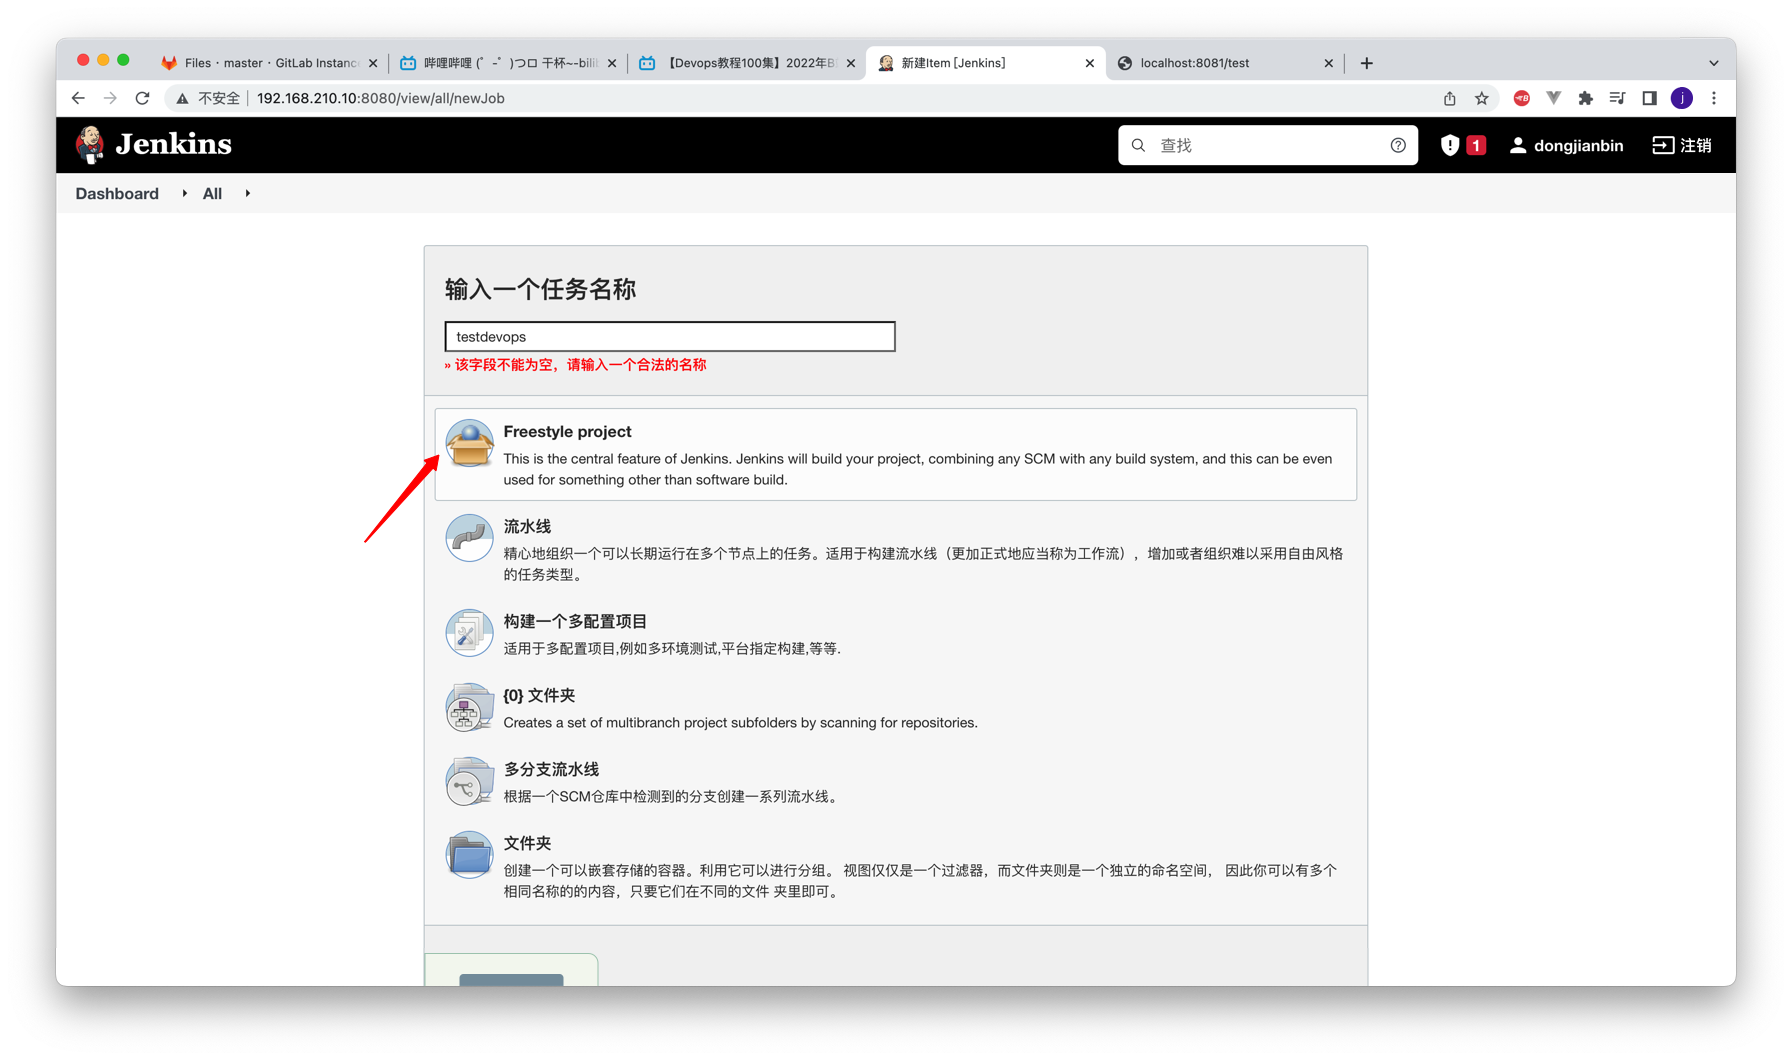 Files · master · GitLab Instanc
哔哩哔哩 (゜-゜)つロ 干杯~-bilib
【Devops教程100集】2022年B
新建Item [Jenkins]
localhost:8081/test
不安全
192.168.210.10:8080/view/all/newJob
j
Jenkins
查找
1
dongjianbin
注销
Dashboard
All
输入一个任务名称
testdevops
» 该字段不能为空，请输入一个合法的名称
Freestyle project
This is the central feature of Jenkins. Jenkins will build your project, combining any SCM with any build system, and this can be even
used for something other than software build.
流水线
精心地组织一个可以长期运行在多个节点上的任务。适用于构建流水线（更加正式地应当称为工作流），增加或者组织难以采用自由风格
的任务类型。
构建一个多配置项目
适用于多配置项目,例如多环境测试,平台指定构建,等等.
{0} 文件夹
Creates a set of multibranch project subfolders by scanning for repositories.
多分支流水线
根据一个SCM仓库中检测到的分支创建一系列流水线。
文件夹
创建一个可以嵌套存储的容器。利用它可以进行分组。 视图仅仅是一个过滤器，而文件夹则是一个独立的命名空间， 因此你可以有多个
相同名称的的内容，只要它们在不同的文件 夹里即可。